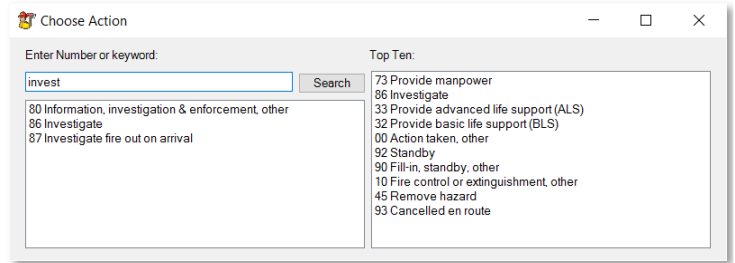 Choose Action
Enter Number or keyword:
invest
Search
80 Information, investigation & enforcement, other
86 Investigate
87 Investigate fire out on arrival
Top Ten:
73 Provide manpower
86 Investigate
33 Provide advanced life support (ALS)
32 Provide basic life support (BLS)
00 Action taken, other
92 Standby
90 Fill-in, standby, other
10 Fire control or extinguishment, other
45 Remove hazard
93 Cancelled en route